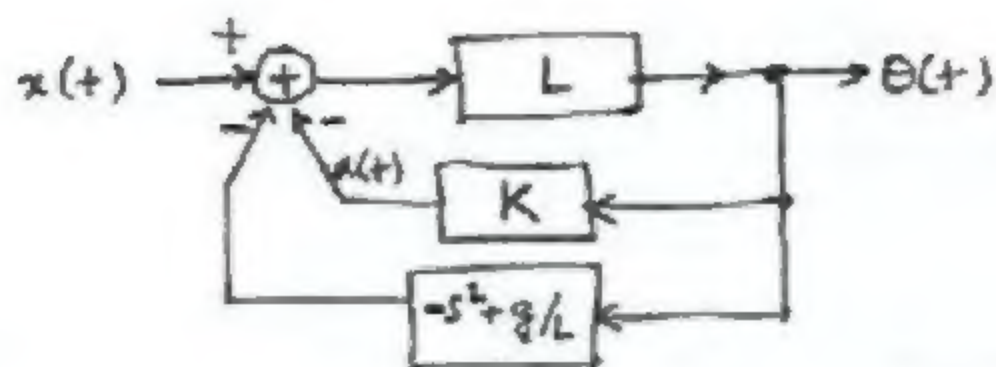 +
x(t) + L θ(t)
- - a(t) K
-s²+g/L